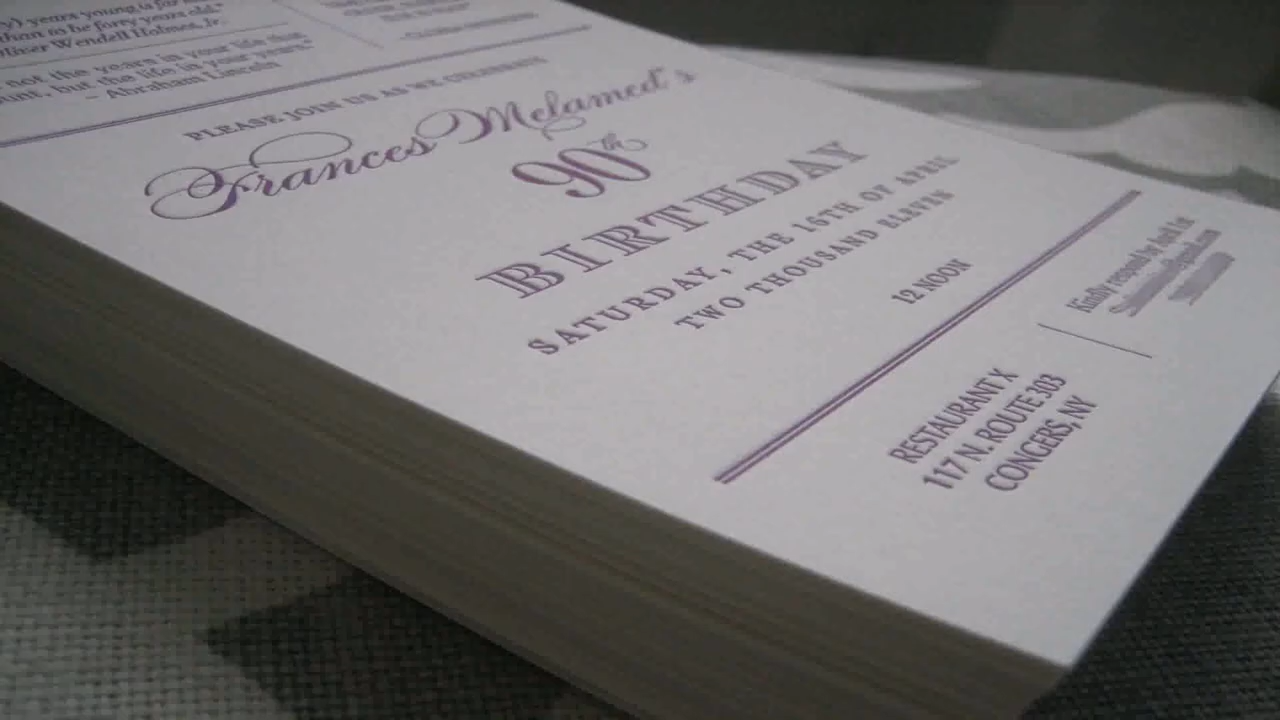 years young is far
than to be forty years old."
Oliver Wendell Holmes, Jr.
not the years in your life that
count, but the life in your years."
~ Abraham Lincoln
PLEASE JOIN US AS WE CELEBRATE
Frances Melamed's
90th
BIRTHDAY
SATURDAY, THE 16TH OF APRIL
TWO THOUSAND ELEVEN
12 NOON
Kindly respond by April 1st
RESTAURANT X
117 N. ROUTE 303
CONGERS, NY